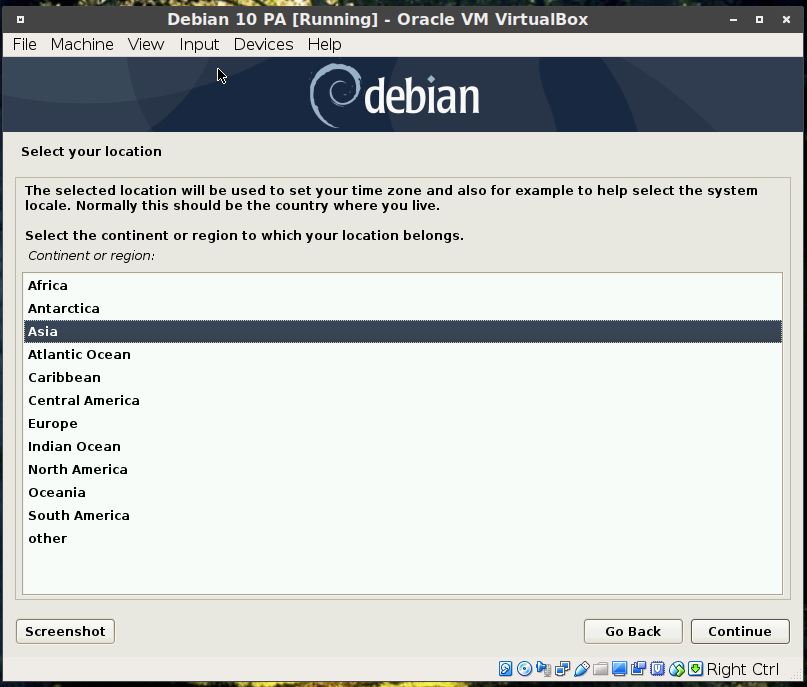 Debian 10 PA [Running] - Oracle VM VirtualBox
File Machine View Input Devices Help
debian
Select your location
The selected location will be used to set your time zone and also for example to help select the system
locale. Normally this should be the country where you live.
Select the continent or region to which your location belongs.
Continent or region:
Africa
Antarctica
Asia
Atlantic Ocean
Caribbean
Central America
Europe
Indian Ocean
North America
Oceania
South America
other
Screenshot Go Back Continue
Right Ctrl